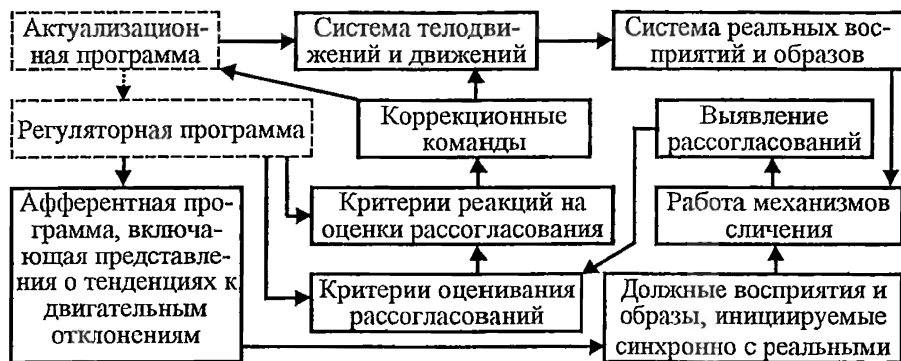 Актуализацион-
ная программа
Система телодви-
жений и движений
Система реальных вос-
приятий и образов
Регуляторная программа
Коррекционные
команды
Выявление
рассогласований
Афферентная про-
грамма, включа-
ющая представле-
ния о тенденциях к
двигательным
отклонениям
Критерии реакций на
оценки рассогласования
Работа механизмов
сличения
Критерии оценивания
рассогласований
Должные восприятия и
образы, инициируемые
синхронно с реальными